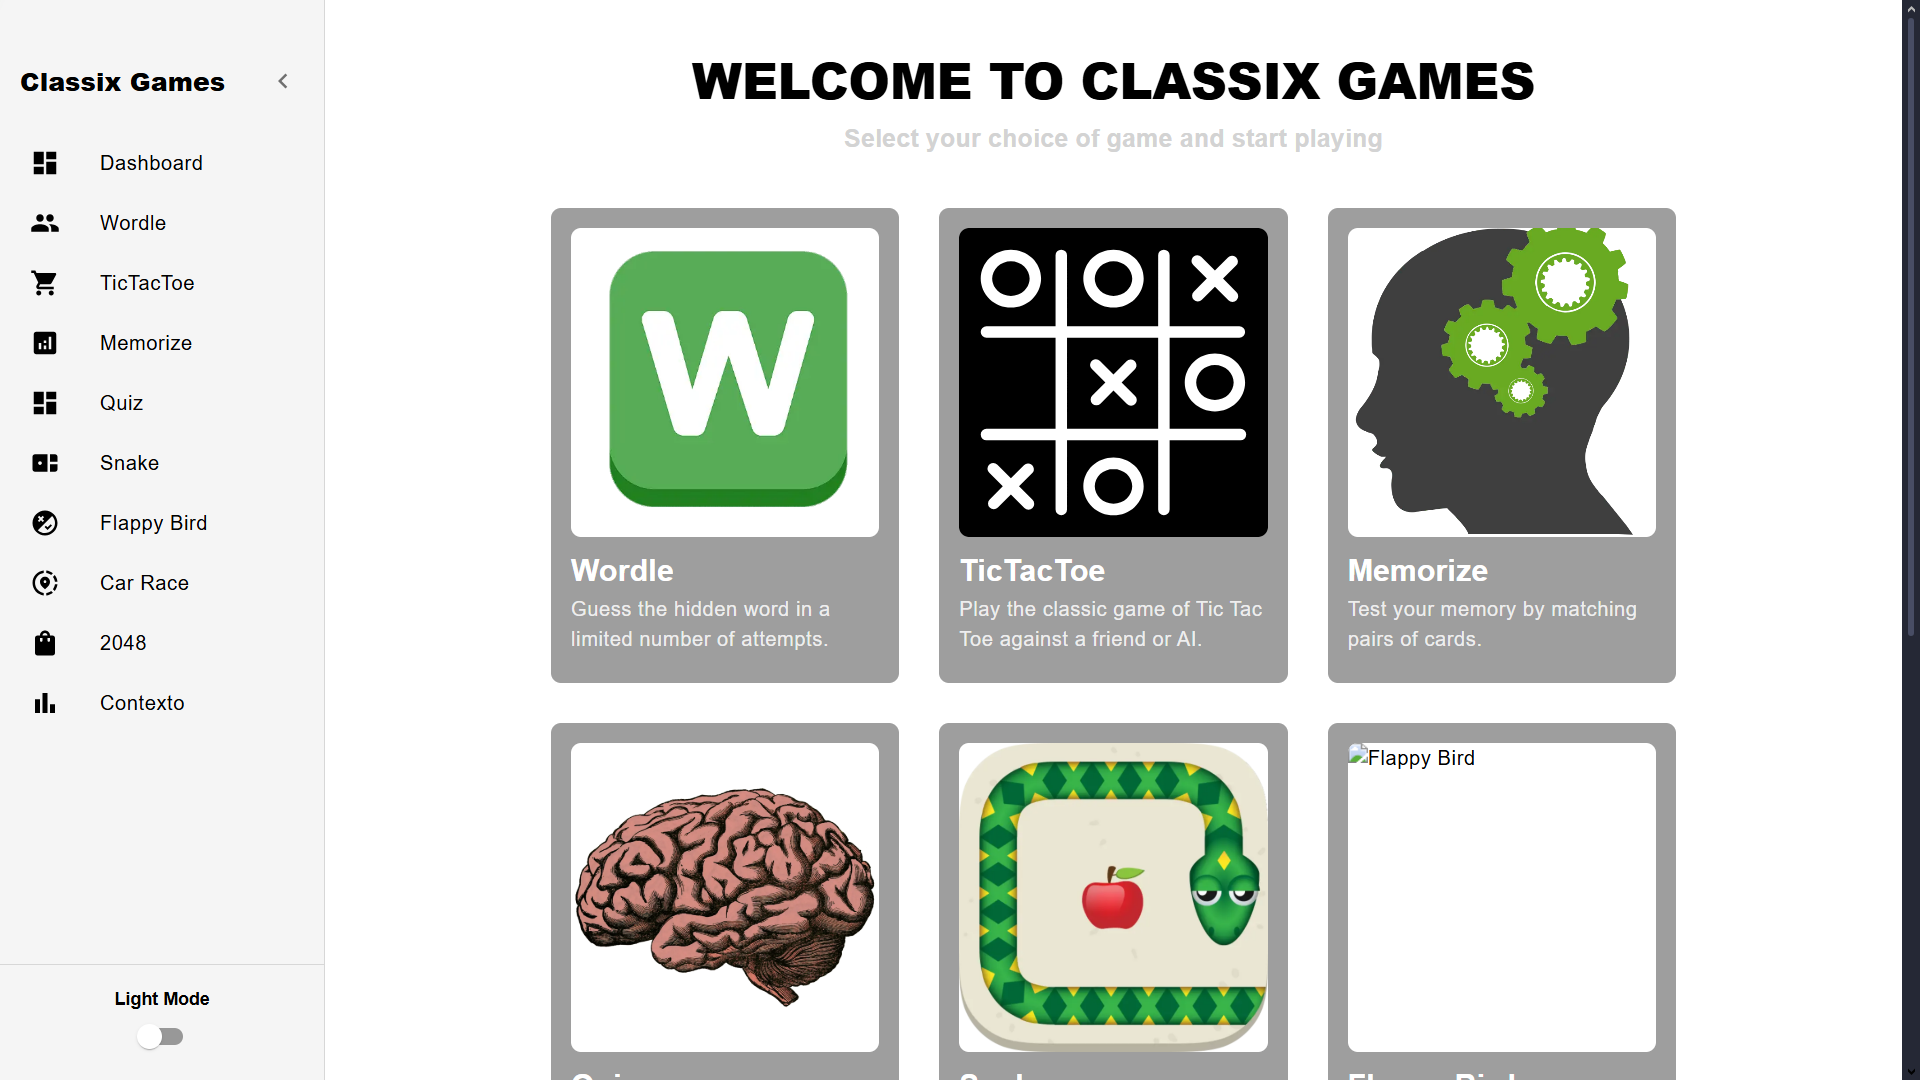 Classix Games
Dashboard
Wordle
TicTacToe
Memorize
Quiz
Snake
Flappy Bird
Car Race
2048
Contexto
Light Mode
WELCOME TO CLASSIX GAMES
Select your choice of game and start playing
W
Wordle
Guess the hidden word in a
limited number of attempts.
TicTacToe
Play the classic game of Tic Tac
Toe against a friend or AI.
Memorize
Test your memory by matching
pairs of cards.
Flappy Bird